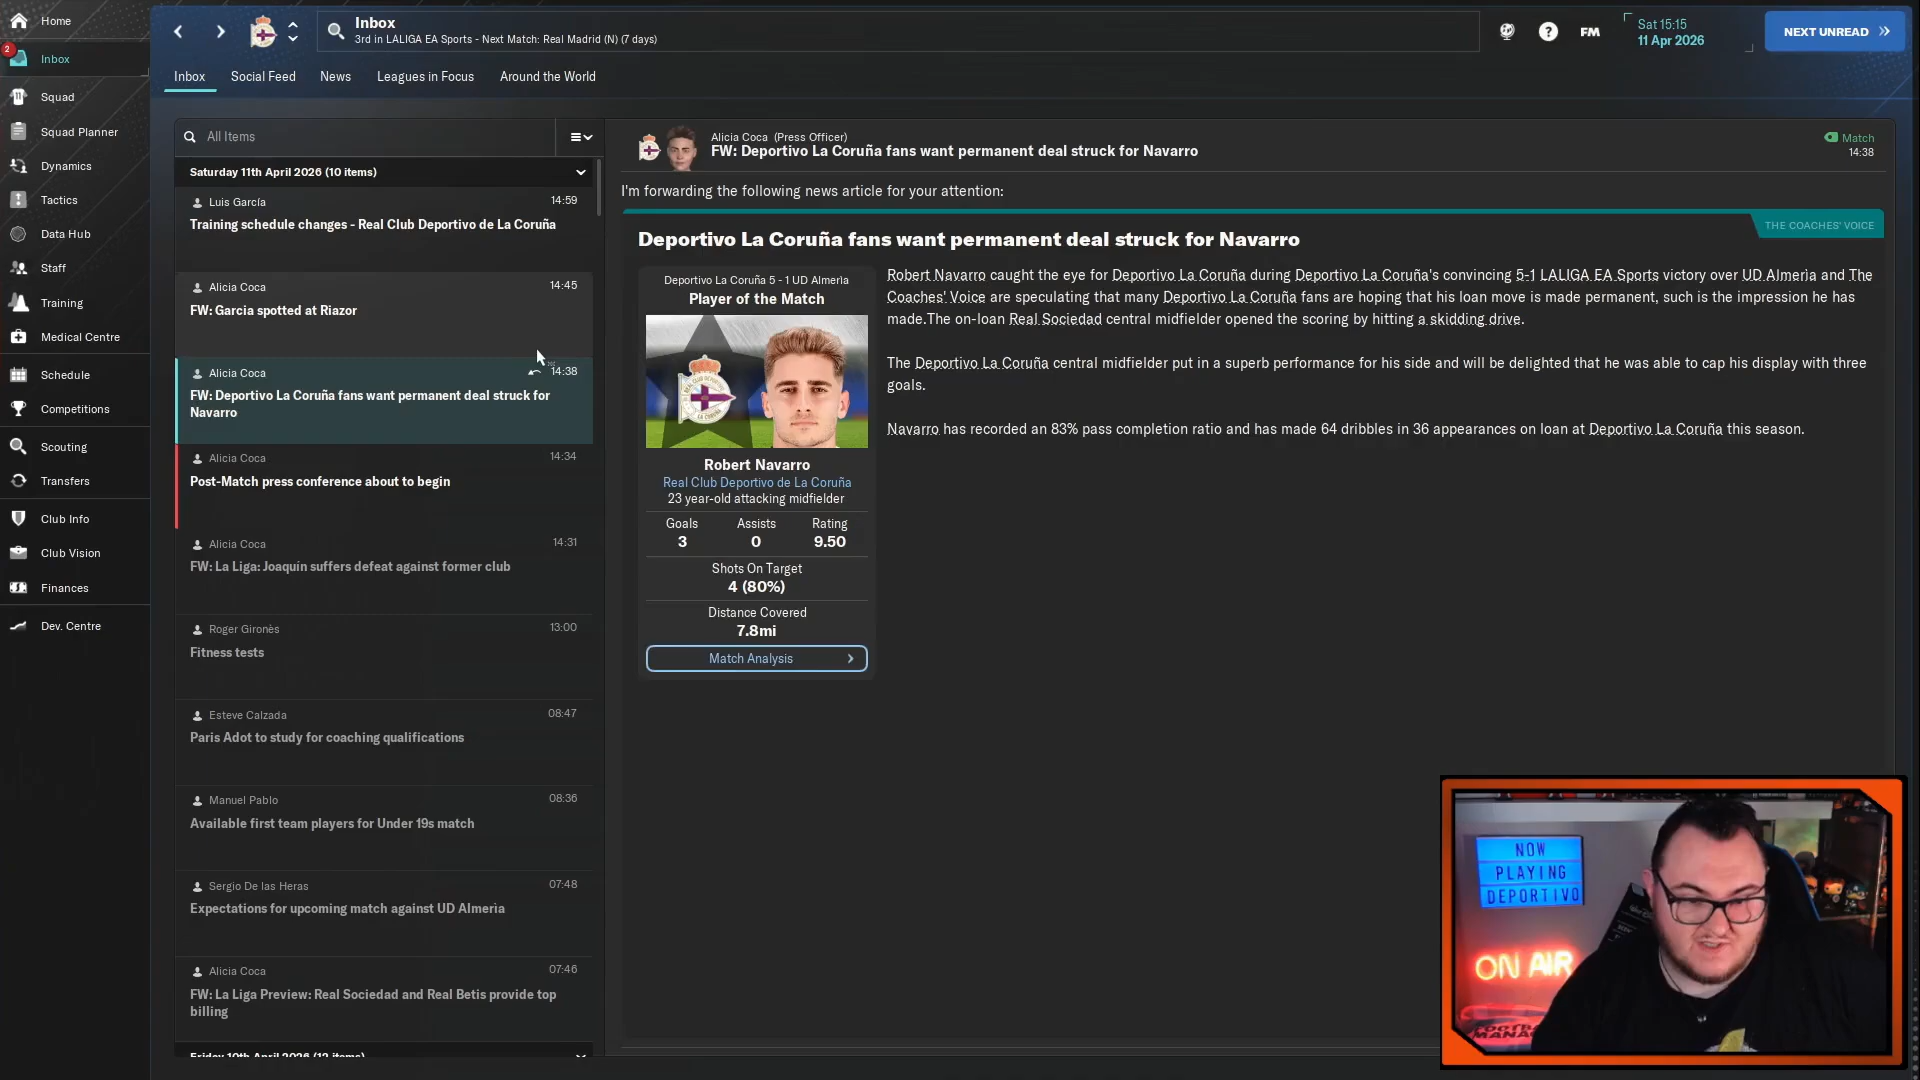 Home
2
Inbox
Squad
Squad Planner
Dynamics
Tactics
Data Hub
Staff
Training
Medical Centre
Schedule
Competitions
Scouting
Transfers
Club Info
Club Vision
Finances
Dev. Centre
Inbox
3rd in LALIGA EA Sports - Next Match: Real Madrid (N) (7 days)
FM
Sat 15:15
11 Apr 2026
NEXT UNREAD
Inbox
Social Feed
News
Leagues in Focus
Around the World
All Items
Saturday 11th April 2026 (10 items)
Luis García
14:59
Training schedule changes - Real Club Deportivo de La Coruña
Alicia Coca
14:45
FW: Garcia spotted at Riazor
Alicia Coca
14:38
FW: Deportivo La Coruña fans want permanent deal struck for
Navarro
Alicia Coca
14:34
Post-Match press conference about to begin
Alicia Coca
14:31
FW: La Liga: Joaquín suffers defeat against former club
Roger Gironès
13:00
Fitness tests
Esteve Calzada
08:47
Paris Adot to study for coaching qualifications
Manuel Pablo
08:36
Available first team players for Under 19s match
Sergio De las Heras
07:48
Expectations for upcoming match against UD Almeria
Alicia Coca
07:46
FW: La Liga Preview: Real Sociedad and Real Betis provide top
billing
Friday 10th April 2026 (12 items)
Alicia Coca (Press Officer)
FW: Deportivo La Coruña fans want permanent deal struck for Navarro
Match
14:38
I'm forwarding the following news article for your attention:
THE COACHES' VOICE
Deportivo La Coruña fans want permanent deal struck for Navarro
Deportivo La Coruña 5 - 1 UD Almeria
Player of the Match
Robert Navarro
Real Club Deportivo de La Coruña
23 year-old attacking midfielder
Goals Assists Rating
3 0 9.50
Shots On Target
4 (80%)
Distance Covered
7.8mi
Match Analysis
Robert Navarro caught the eye for Deportivo La Coruña during Deportivo La Coruña's convincing 5-1 LALIGA EA Sports victory over UD Almeria and The
Coaches' Voice are speculating that many Deportivo La Coruña fans are hoping that his loan move is made permanent, such is the impression he has
made.The on-loan Real Sociedad central midfielder opened the scoring by hitting a skidding drive.
The Deportivo La Coruña central midfielder put in a superb performance for his side and will be delighted that he was able to cap his display with three
goals.
Navarro has recorded an 83% pass completion ratio and has made 64 dribbles in 36 appearances on loan at Deportivo La Coruña this season.
NOW
PLAYING
DEPORTIVO
ON AIR